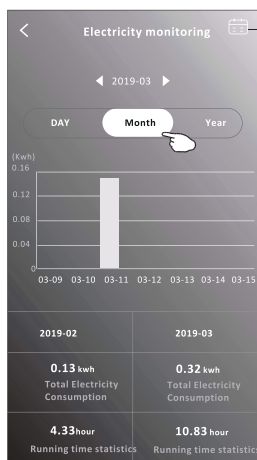 Electricity monitoring
2019-03
DAY Month Year
(Kwh)
0.16
0.12
0.08
0.04
0
03-09 03-10 03-11 03-12 03-13 03-14 03-15
2019-02 2019-03
0.13 kwh 0.32 kwh
Total Electricity Total Electricity
Consumption Consumption
4.33hour 10.83 hour
Running time statistics Running time statistics